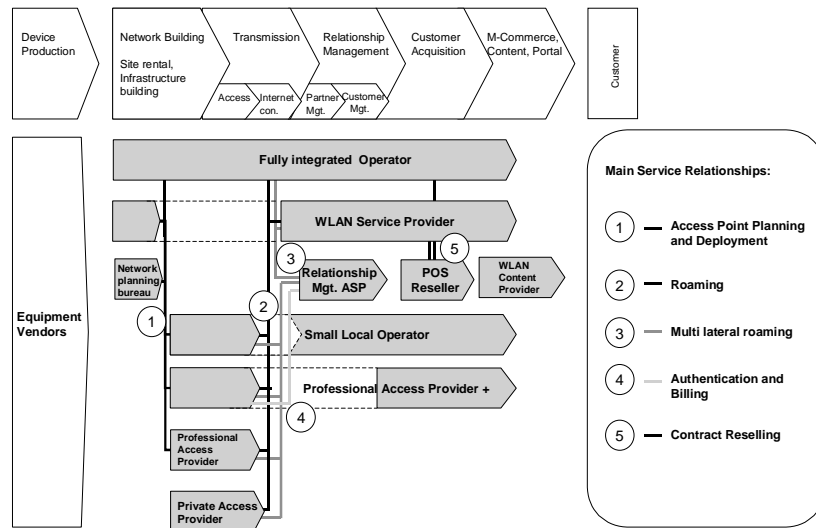 Device
Production
Network Building
Site rental,
Infrastructure
building
Transmission
Access
Internet
con.
Relationship
Management
Partner
Mgt.
Customer
Mgt.
Customer
Acquisition
M-Commerce,
Content, Portal
Customer
Equipment
Vendors
Fully integrated Operator
WLAN Service Provider
Network
planning
bureau
3
Relationship
Mgt. ASP
5
POS
Reseller
WLAN
Content
Provider
1
2
Small Local Operator
Professional Access Provider +
4
Professional
Access
Provider
Private Access
Provider
Main Service Relationships:
1
Access Point Planning
and Deployment
2
Roaming
3
Multi lateral roaming
4
Authentication and
Billing
5
Contract Reselling